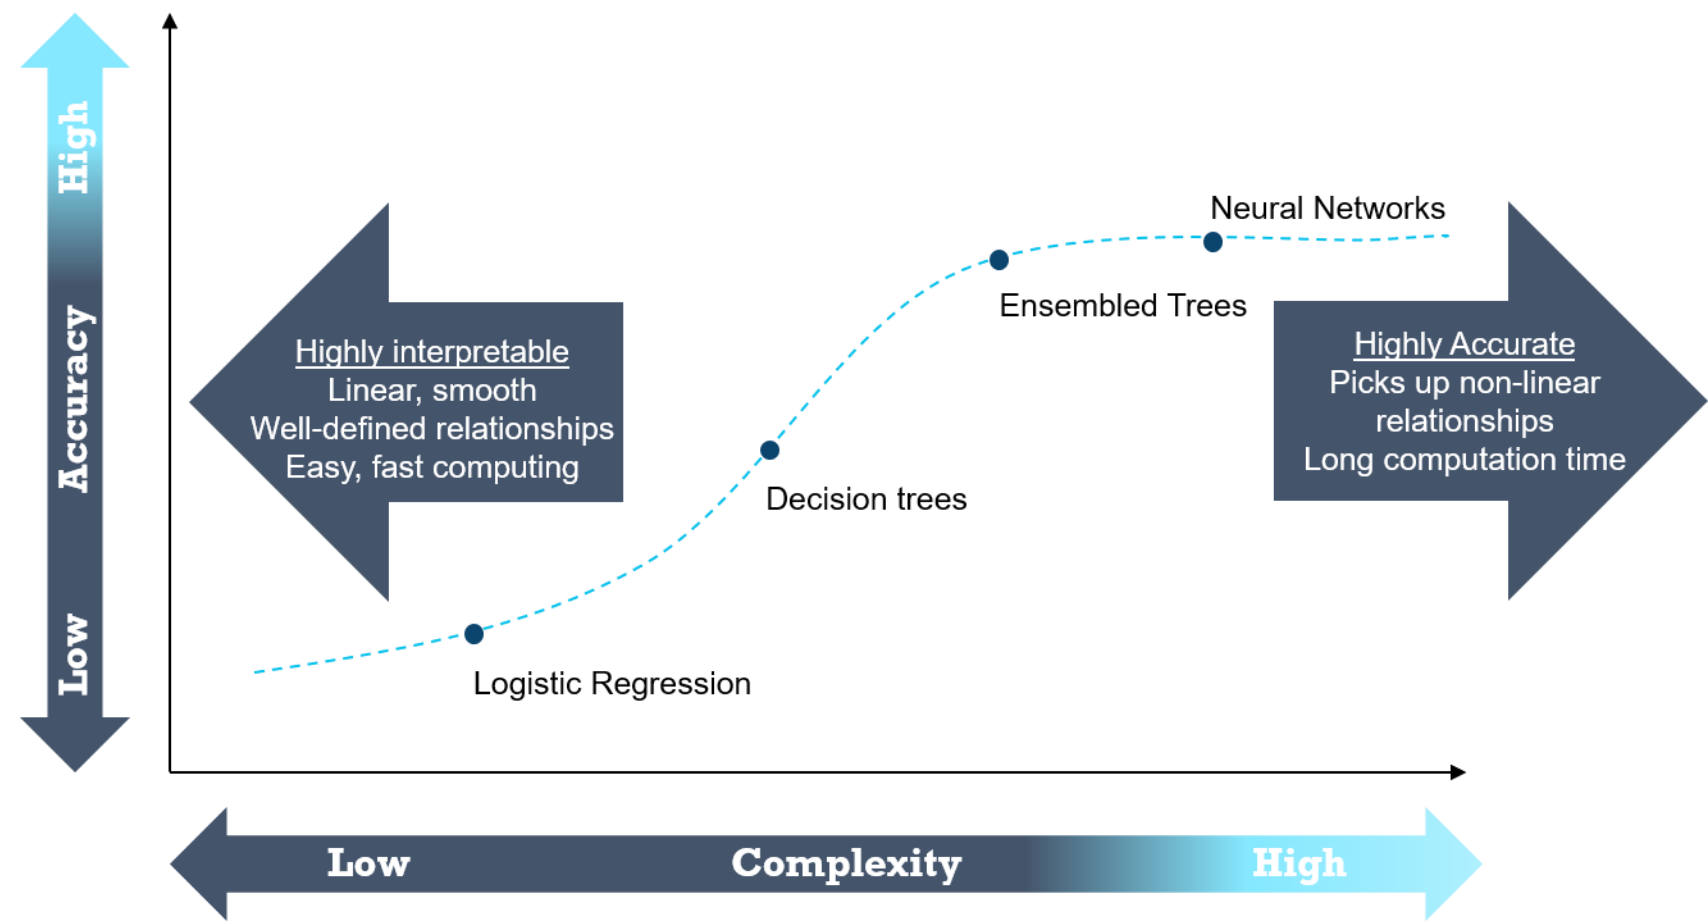 High
Accuracy
Low
Neural Networks
Ensembled Trees
Highly interpretable
Linear, smooth
Well-defined relationships
Easy, fast computing
Highly Accurate
Picks up non-linear
relationships
Long computation time
Decision trees
Logistic Regression
Low
Complexity
High